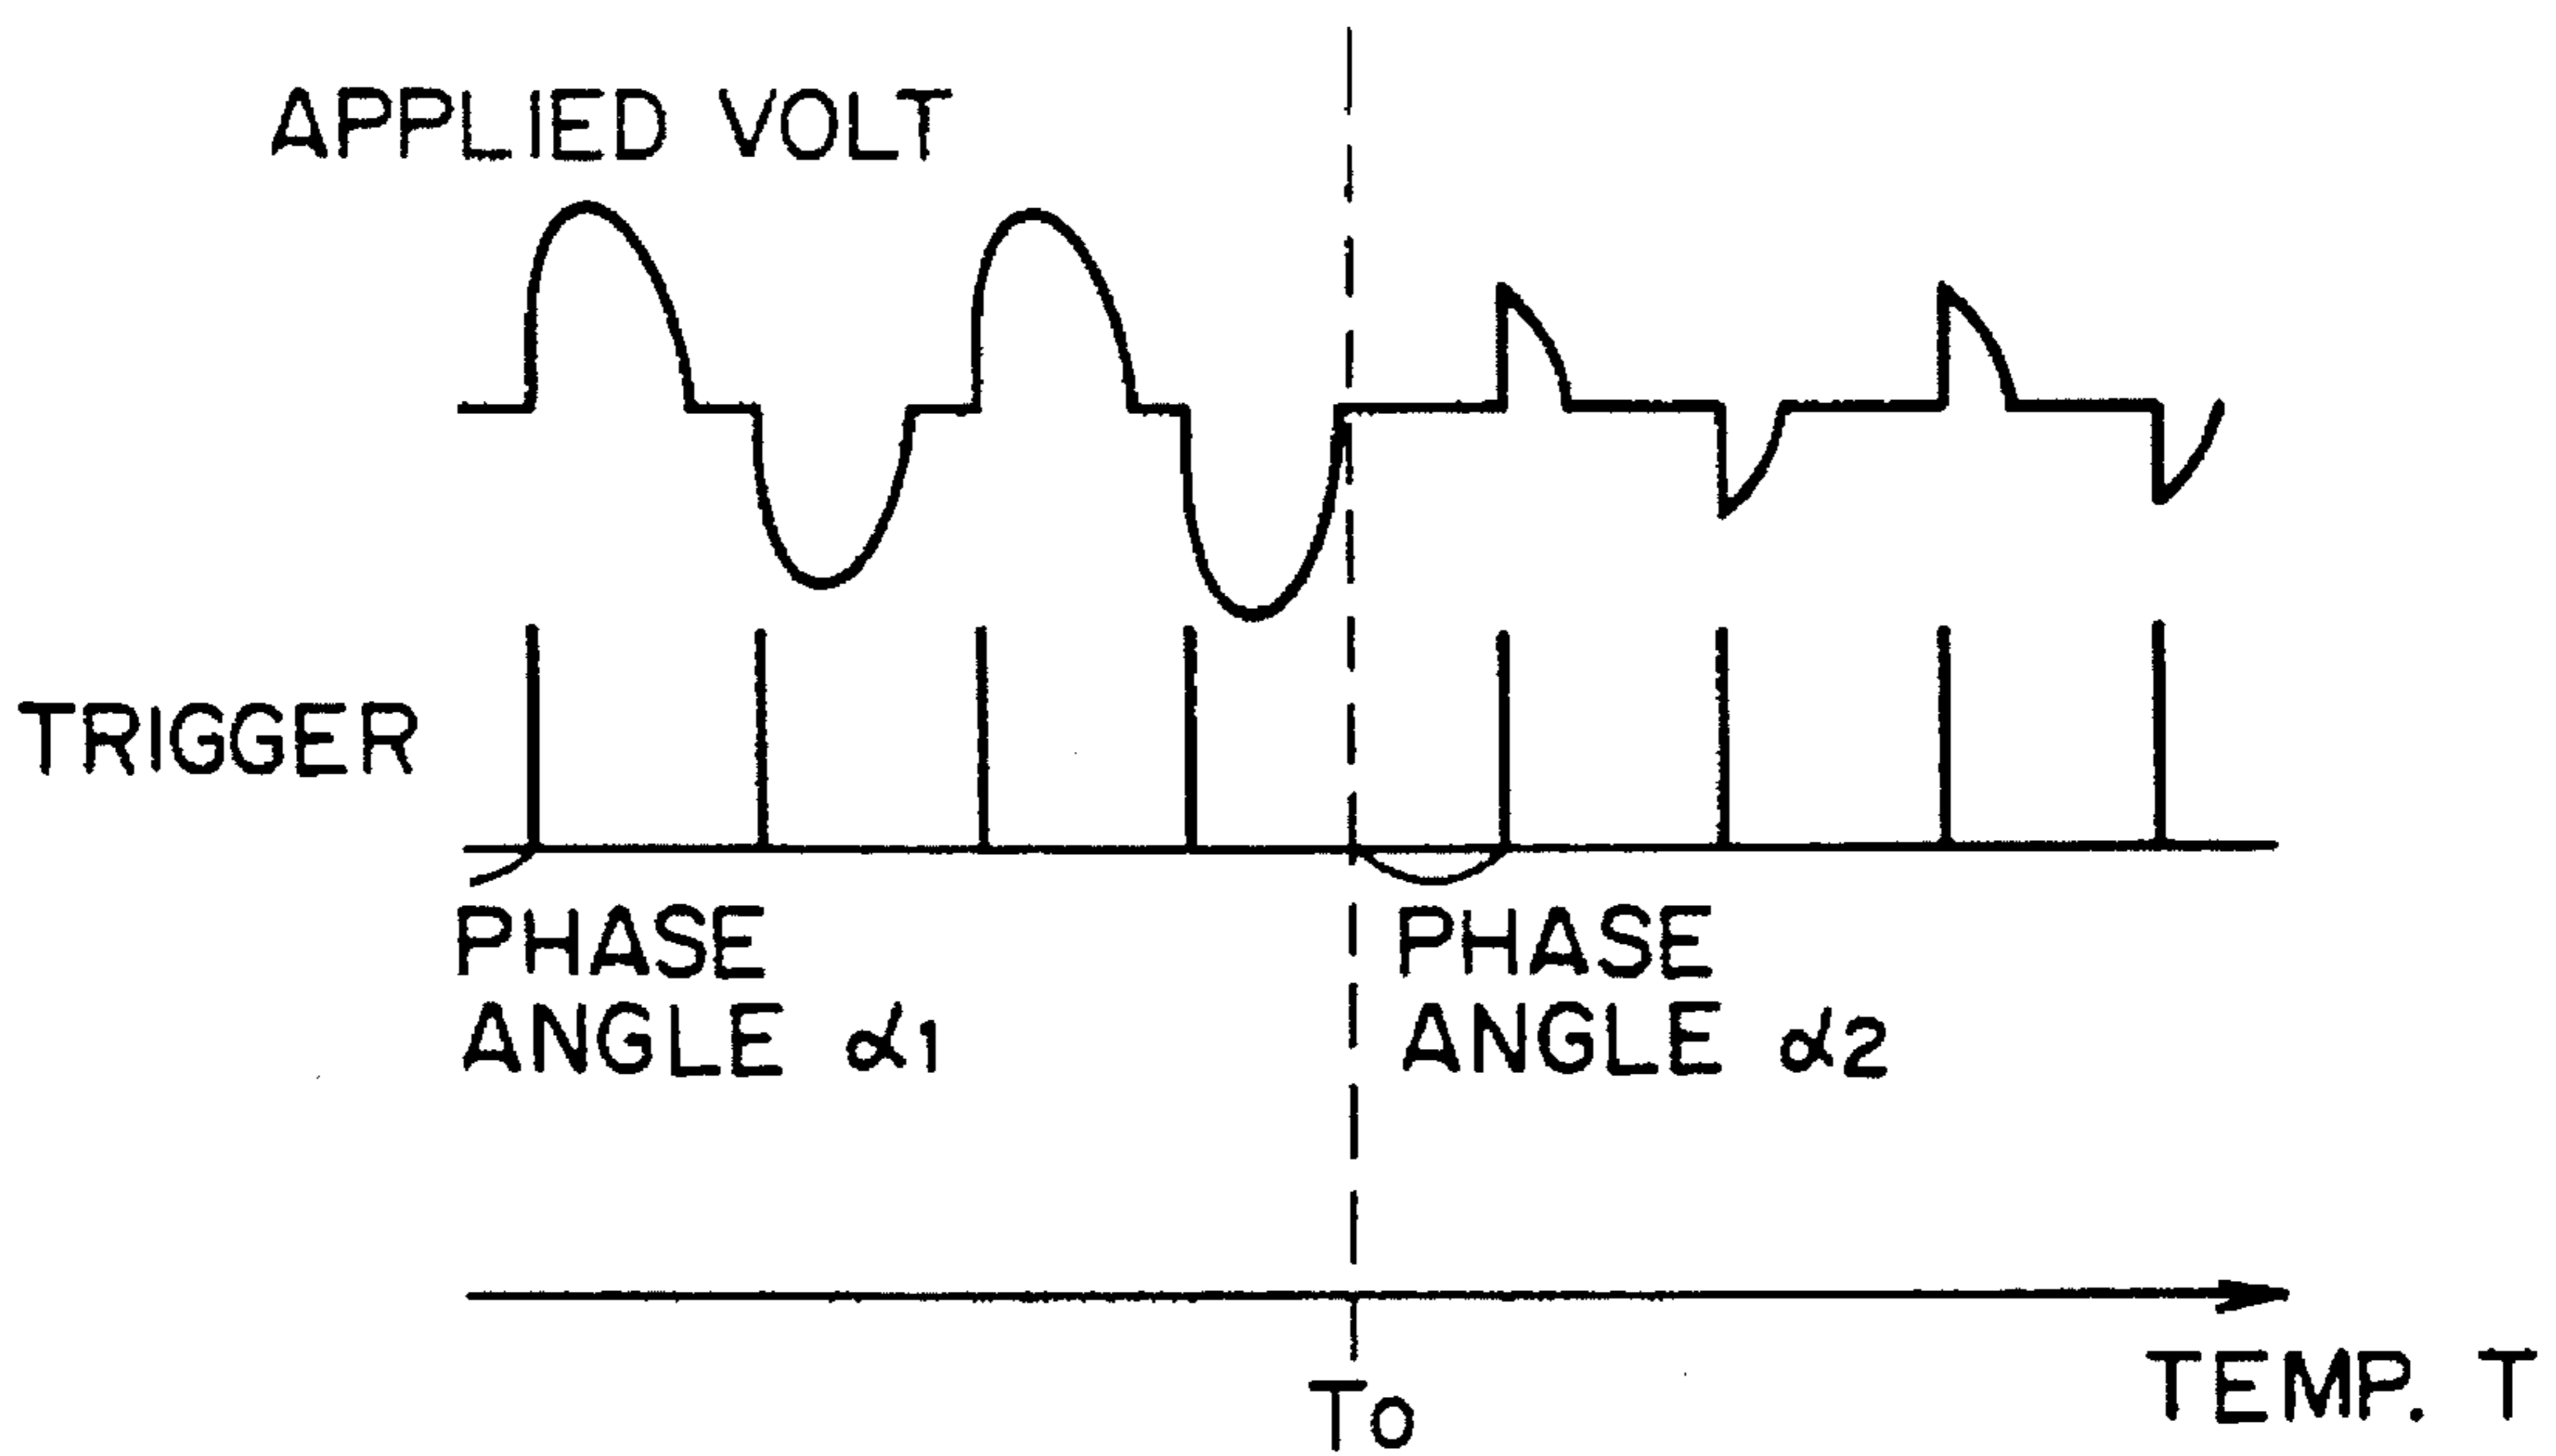 APPLIED VOLT
TRIGGER
PHASE
ANGLE α1
PHASE
ANGLE α2
To
TEMP. T